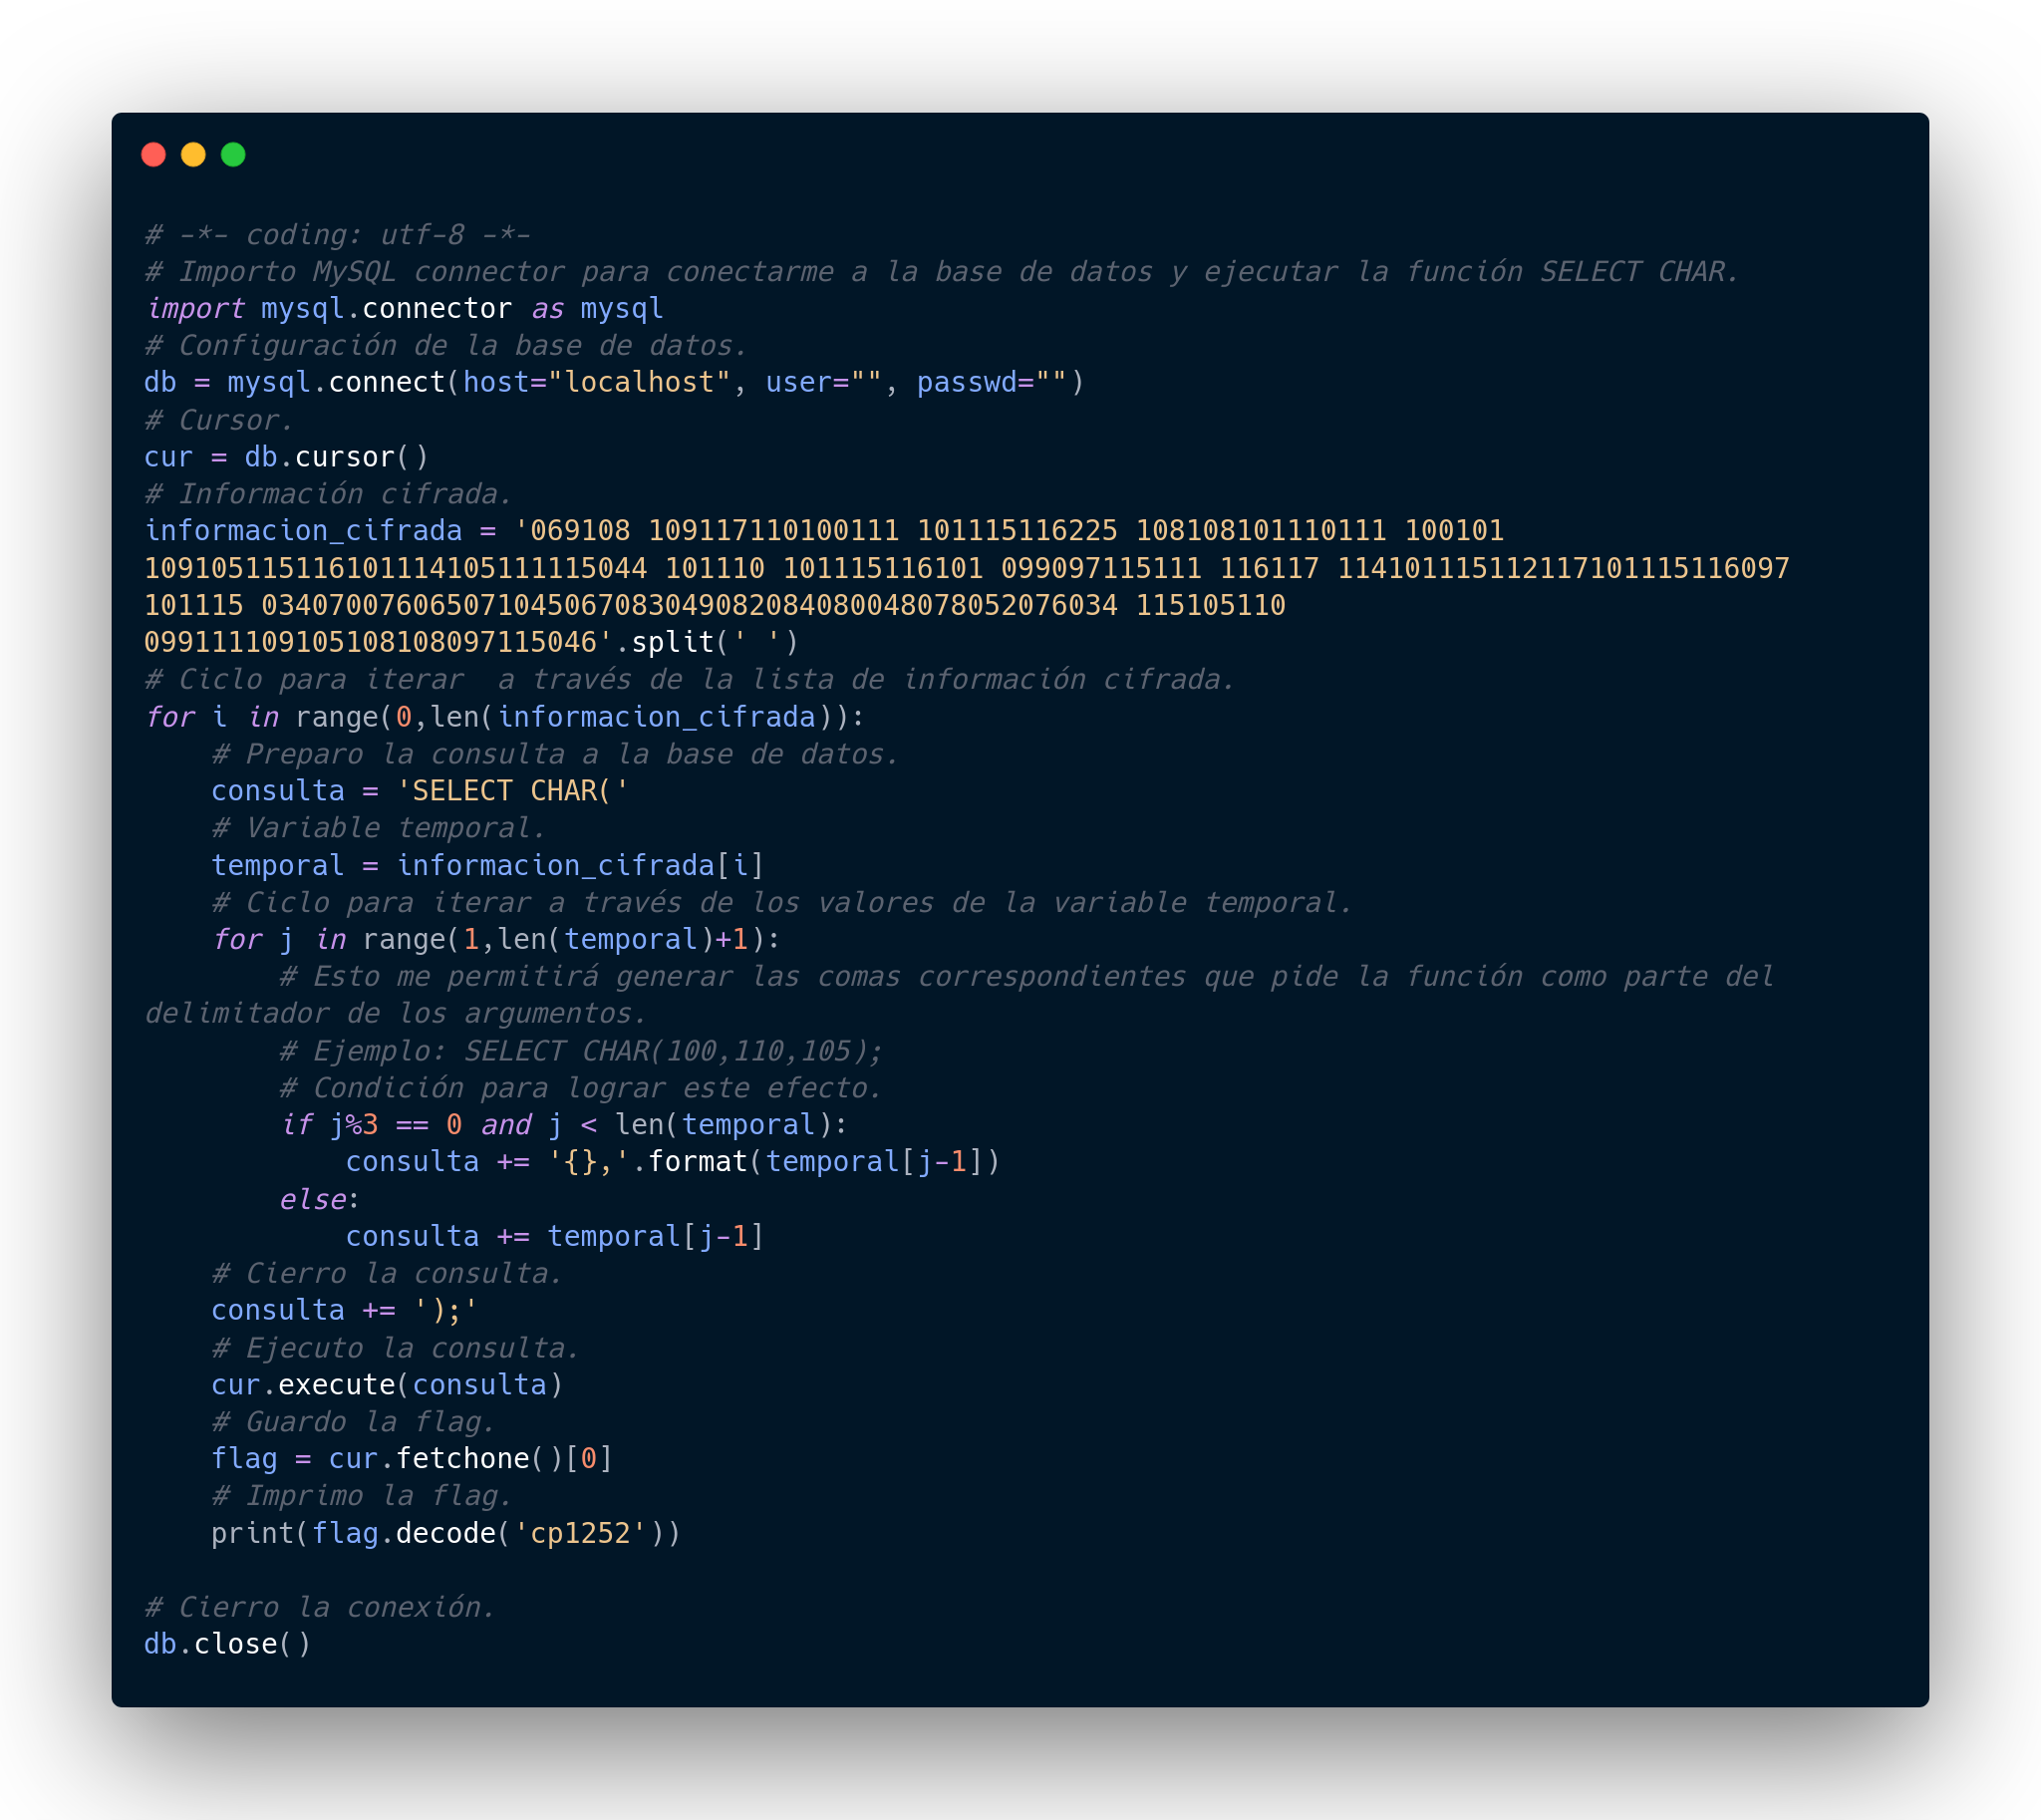 # -*- coding: utf-8 -*-
# Importo MySQL connector para conectarme a la base de datos y ejecutar la función SELECT CHAR.
import mysql.connector as mysql
# Configuración de la base de datos.
db = mysql.connect(host="localhost", user="", passwd="")
# Cursor.
cur = db.cursor()
# Información cifrada.
informacion_cifrada = '069108 109117110100111 101115116225 108108101110111 100101
109105115116101114105111115044 101110 101115116101 099097115111 116117 114101115112117101115116097
101115 034070076065071045067083049082084080048078052076034 115105110
099111109105108108097115046'.split(' ')
# Ciclo para iterar  a través de la lista de información cifrada.
for i in range(0,len(informacion_cifrada)):
    # Preparo la consulta a la base de datos.
    consulta = 'SELECT CHAR('
    # Variable temporal.
    temporal = informacion_cifrada[i]
    # Ciclo para iterar a través de los valores de la variable temporal.
    for j in range(1,len(temporal)+1):
        # Esto me permitirá generar las comas correspondientes que pide la función como parte del
delimitador de los argumentos.
        # Ejemplo: SELECT CHAR(100,110,105);
        # Condición para lograr este efecto.
        if j%3 == 0 and j < len(temporal):
            consulta += '{},'.format(temporal[j-1])
        else:
            consulta += temporal[j-1]
    # Cierro la consulta.
    consulta += ');'
    # Ejecuto la consulta.
    cur.execute(consulta)
    # Guardo la flag.
    flag = cur.fetchone()[0]
    # Imprimo la flag.
    print(flag.decode('cp1252'))

# Cierro la conexión.
db.close()